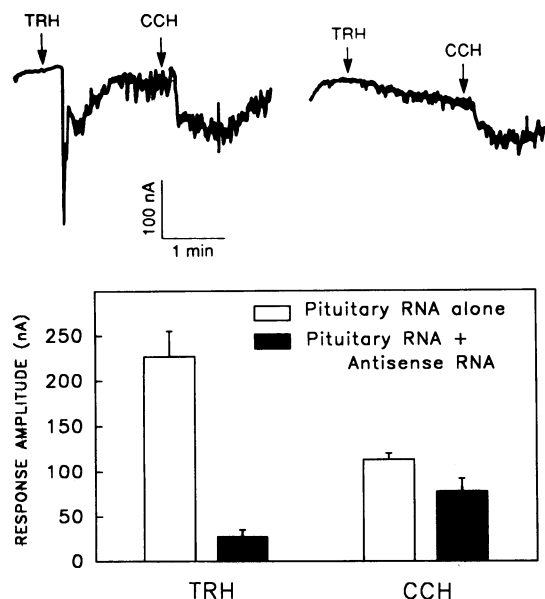 TRH
CCH
TRH
CCH
100 nA
1 min
RESPONSE AMPLITUDE (nA)
250
200
150
100
50
0
Pituitary RNA alone
Pituitary RNA +
Antisense RNA
TRH
CCH